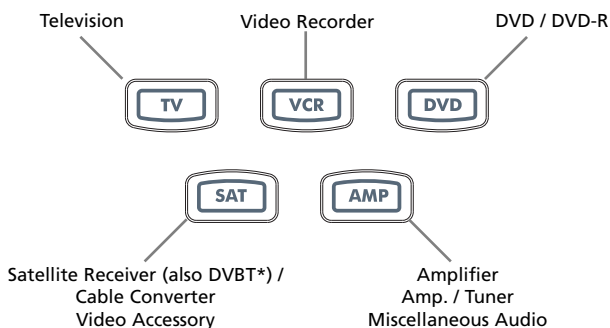 Television
Video Recorder
DVD / DVD-R
TV
VCR
DVD
SAT
AMP
Satellite Receiver (also DVBT*) /
Cable Converter
Video Accessory
Amplifier
Amp. / Tuner
Miscellaneous Audio